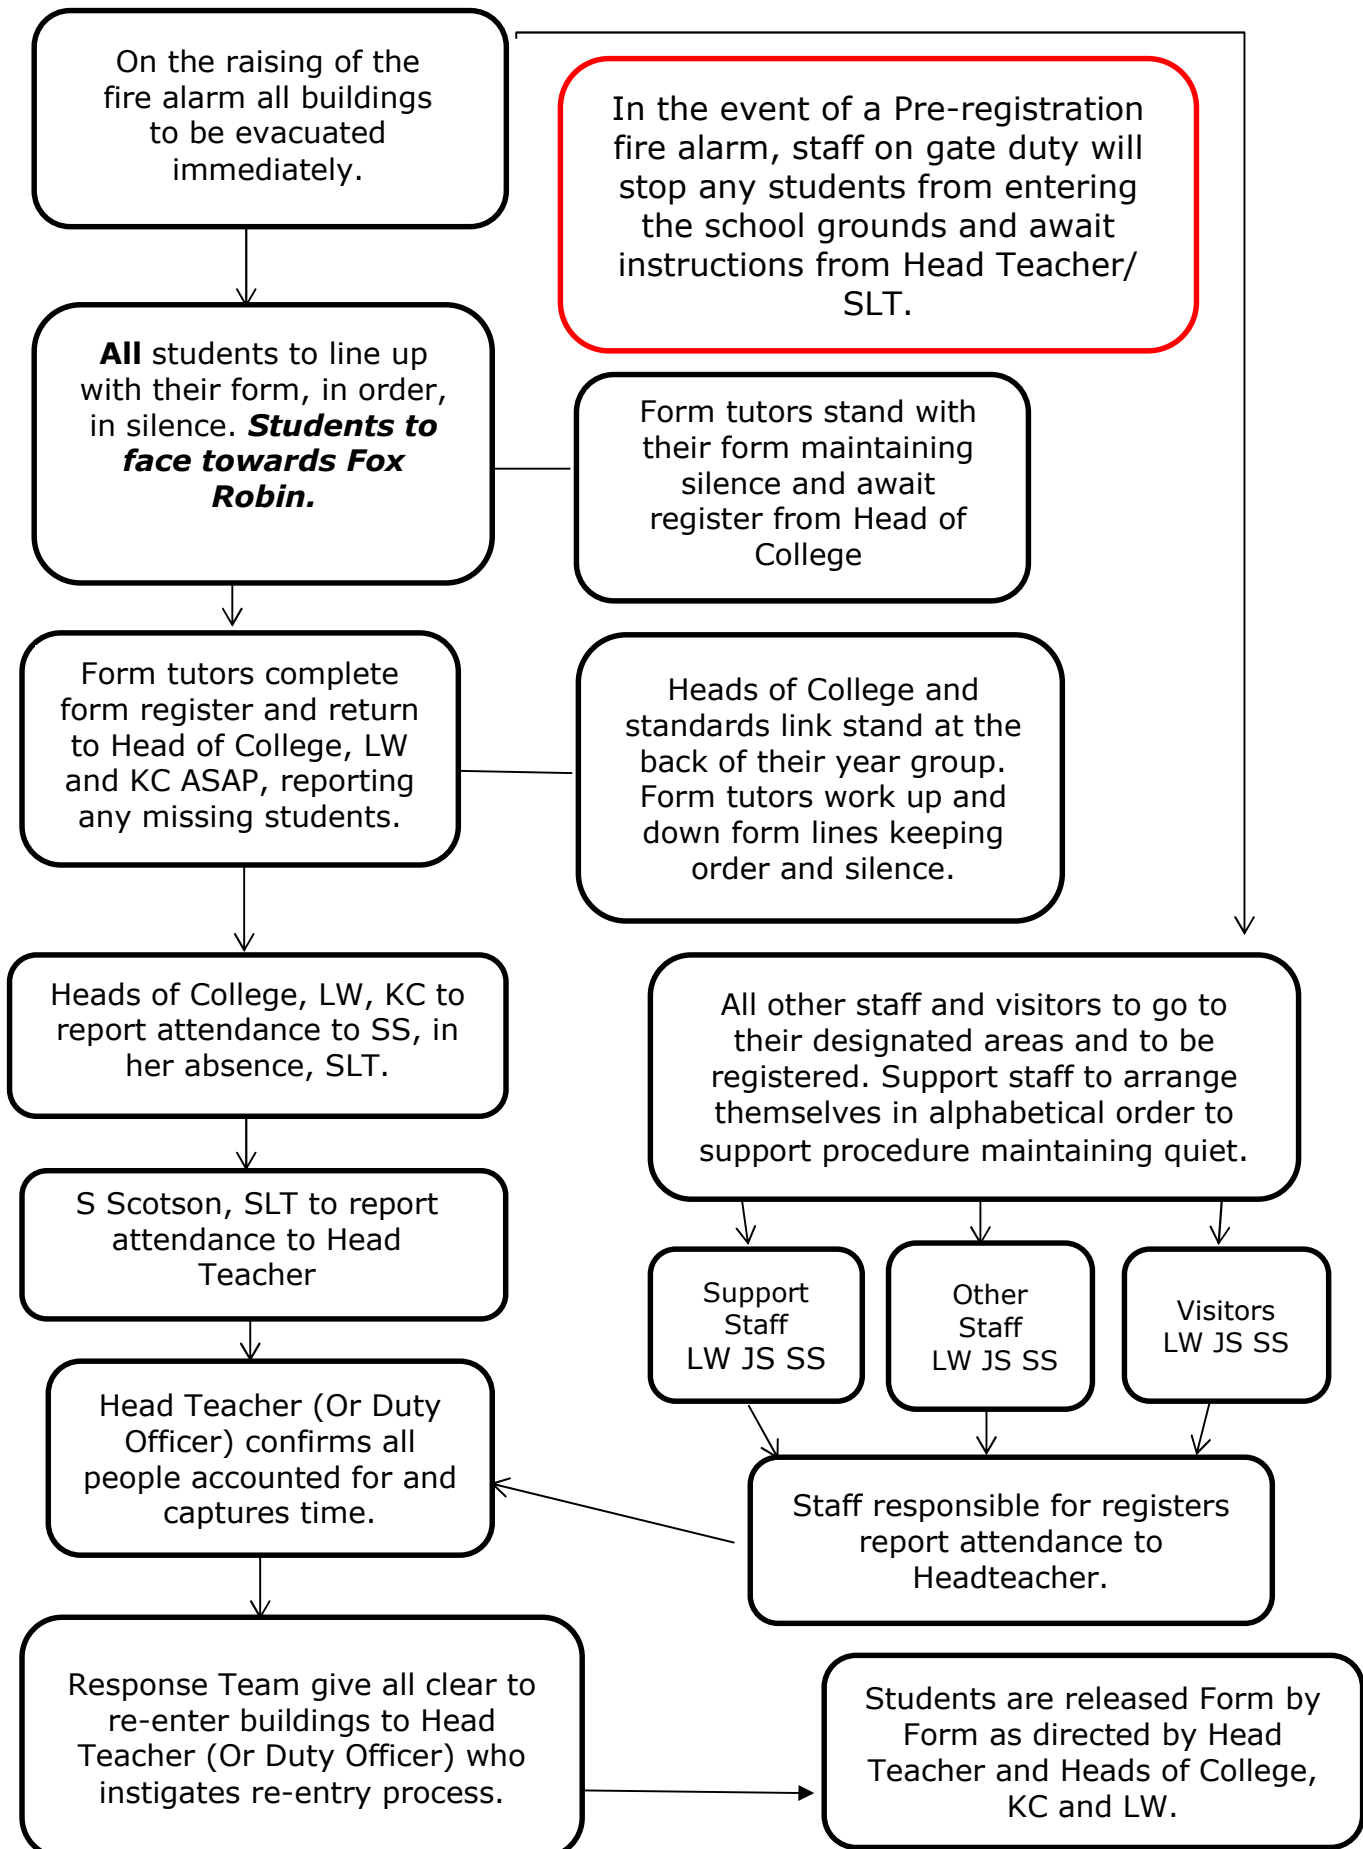 On the raising of the
fire alarm all buildings
to be evacuated
immediately.
In the event of a Pre-registration
fire alarm, staff on gate duty will
stop any students from entering
the school grounds and await
instructions from Head Teacher/
SLT.
All students to line up
with their form, in order,
in silence. Students to
face towards Fox
Robin.
Form tutors stand with
their form maintaining
silence and await
register from Head of
College
Form tutors complete
form register and return
to Head of College, LW
and KC ASAP, reporting
any missing students.
Heads of College and
standards link stand at the
back of their year group.
Form tutors work up and
down form lines keeping
order and silence.
Heads of College, LW, KC to
report attendance to SS, in
her absence, SLT.
All other staff and visitors to go to
their designated areas and to be
registered. Support staff to arrange
themselves in alphabetical order to
support procedure maintaining quiet.
S Scotson, SLT to report
attendance to Head
Teacher
Support
Staff
LW JS SS
Other
Staff
LW JS SS
Visitors
LW JS SS
Head Teacher (Or Duty
Officer) confirms all
people accounted for and
captures time.
Staff responsible for registers
report attendance to
Headteacher.
Response Team give all clear to
re-enter buildings to Head
Teacher (Or Duty Officer) who
instigates re-entry process.
Students are released Form by
Form as directed by Head
Teacher and Heads of College,
KC and LW.